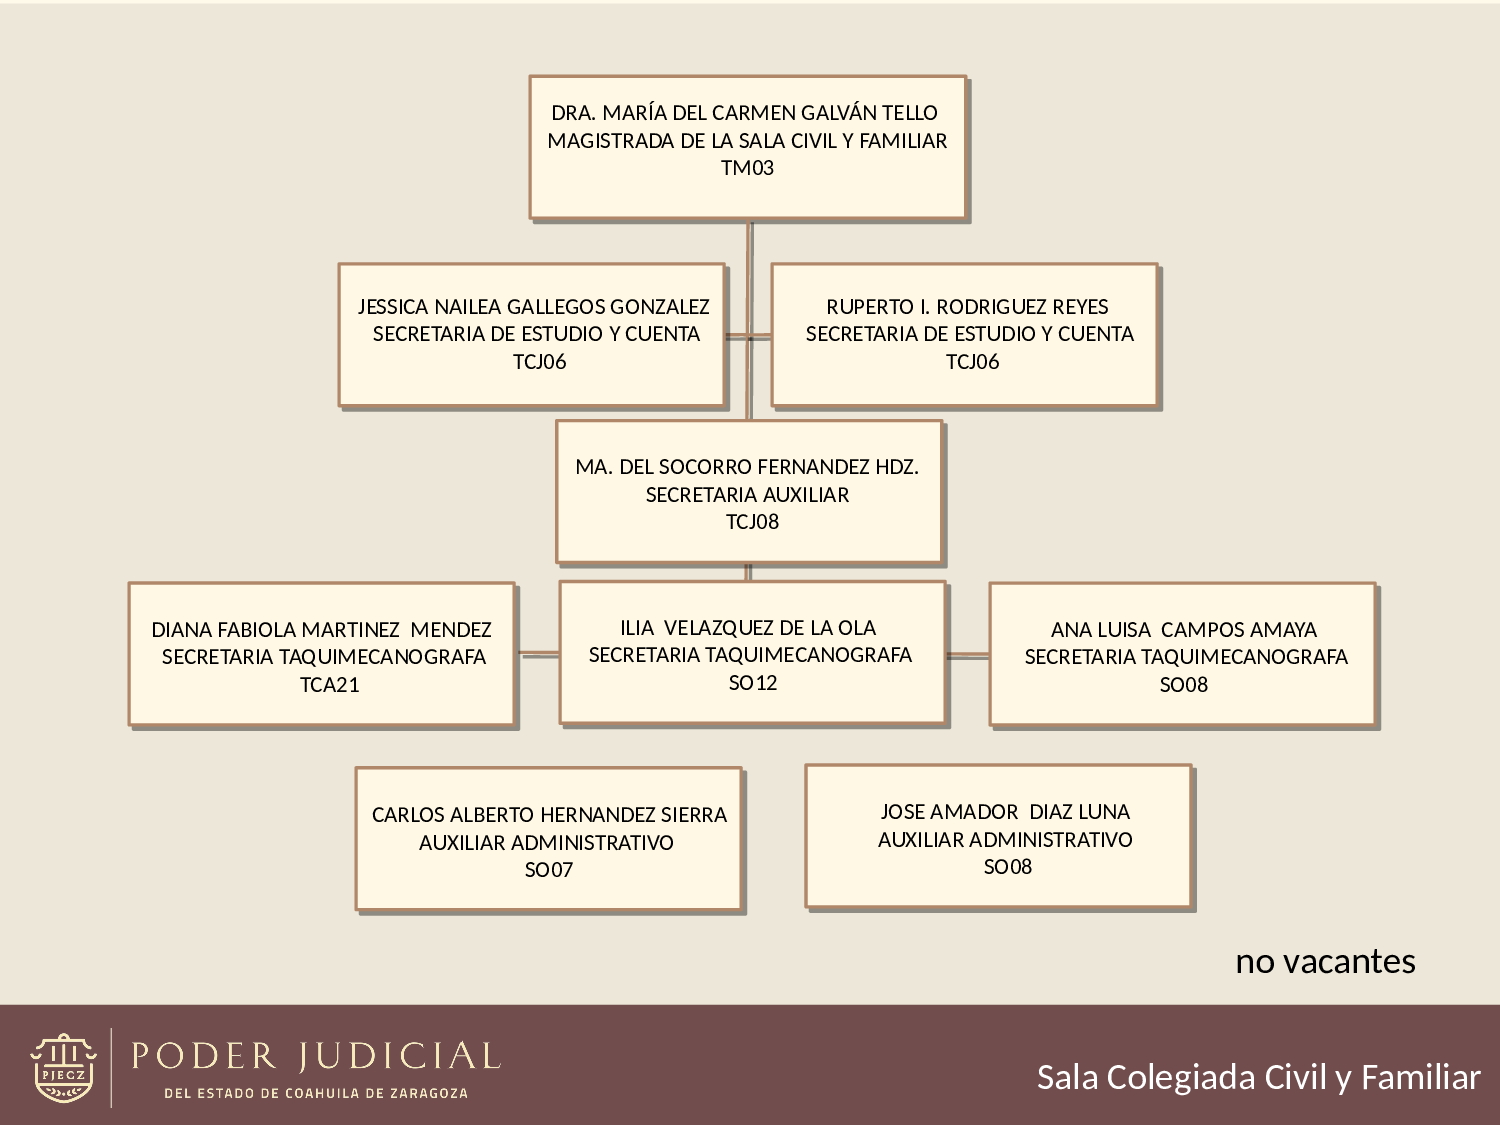 DRA. MARÍA DEL CARMEN GALVÁN TELLO
MAGISTRADA DE LA SALA CIVIL Y FAMILIAR
TM03
JESSICA NAILEA GALLEGOS GONZALEZ
SECRETARIA DE ESTUDIO Y CUENTA
TCJ06
RUPERTO I. RODRIGUEZ REYES
SECRETARIA DE ESTUDIO Y CUENTA
TCJ06
MA. DEL SOCORRO FERNANDEZ HDZ.
SECRETARIA AUXILIAR
TCJ08
DIANA FABIOLA MARTINEZ  MENDEZ
SECRETARIA TAQUIMECANOGRAFA
TCA21
ILIA  VELAZQUEZ DE LA OLA
SECRETARIA TAQUIMECANOGRAFA
SO12
ANA LUISA  CAMPOS AMAYA
SECRETARIA TAQUIMECANOGRAFA
SO08
CARLOS ALBERTO HERNANDEZ SIERRA
AUXILIAR ADMINISTRATIVO
SO07
JOSE AMADOR  DIAZ LUNA
AUXILIAR ADMINISTRATIVO
SO08
no vacantes
PJECZ
PODER JUDICIAL
DEL ESTADO DE COAHUILA DE ZARAGOZA
Sala Colegiada Civil y Familiar